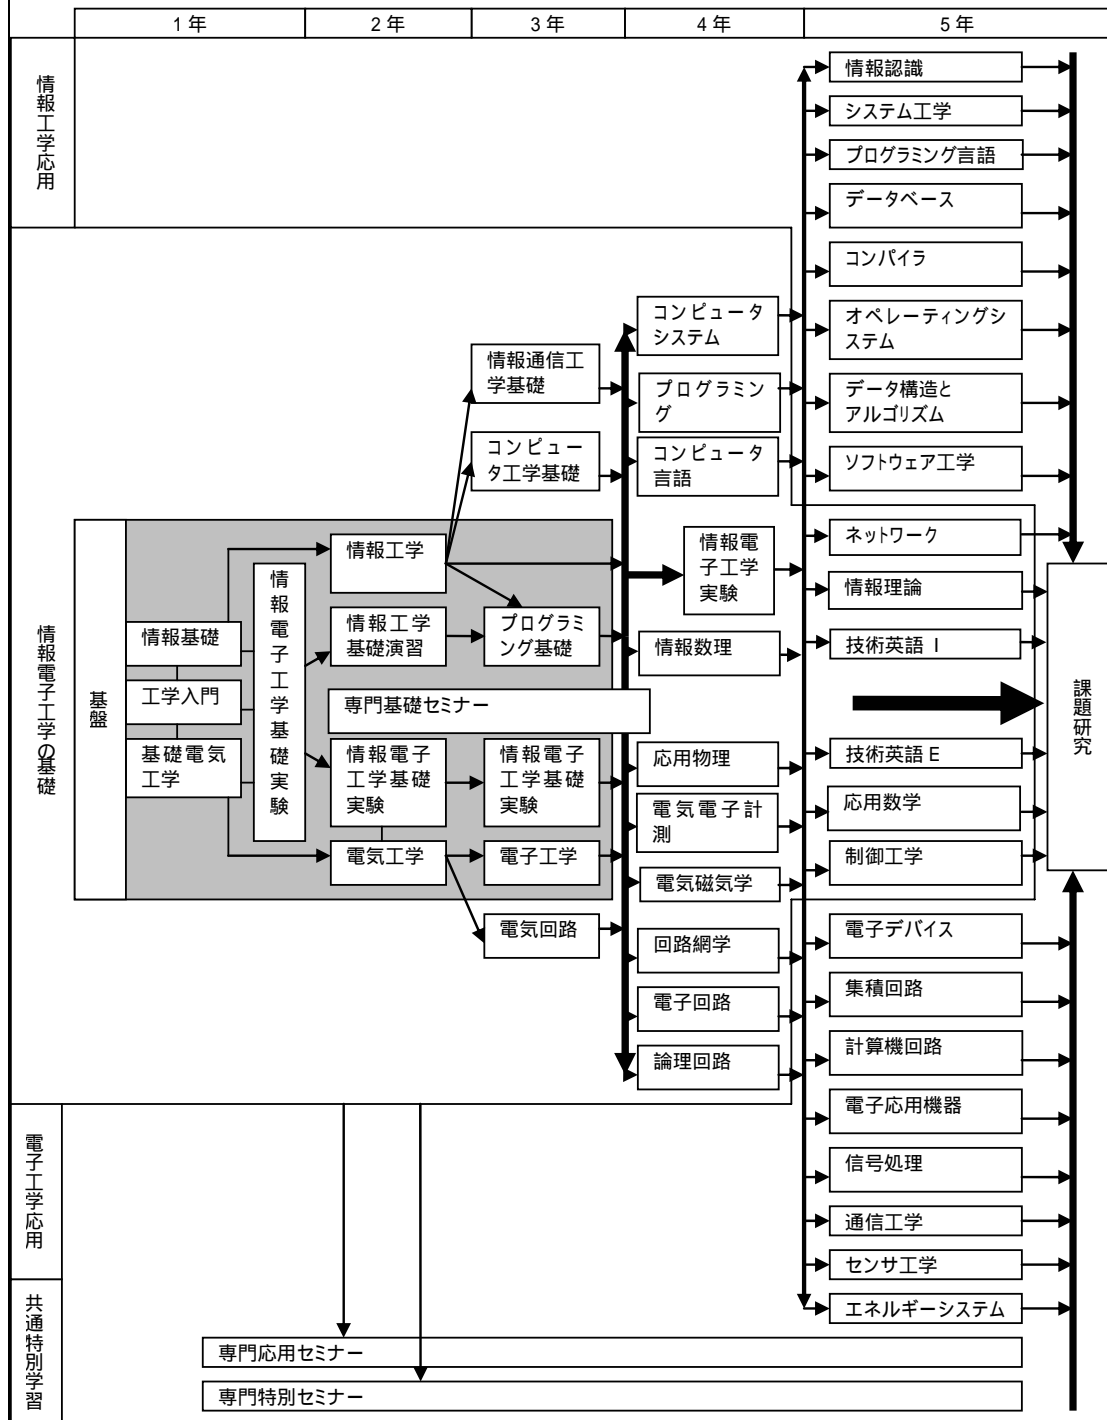 1年
2年
3年
4年
5年
情報工学応用
情報電子工学の基礎
電子工学応用
共通特別学習
基盤
情報基礎
工学入門
基礎電気
工学
情報電子工学基礎実験
情報工学
情報工学
基礎演習
専門基礎セミナー
情報電子
工学基礎
実験
電気工学
情報通信工
学基礎
コンピュー
タ工学基礎
プログラミ
ング基礎
情報電子
工学基礎
実験
電子工学
電気回路
コンピュータ
システム
プログラミン
グ
コンピュータ
言語
情報電
子工学
実験
情報数理
応用物理
電気電子計
測
電気磁気学
回路網学
電子回路
論理回路
情報認識
システム工学
プログラミング言語
データベース
コンパイラ
オペレーティングシ
ステム
データ構造と
アルゴリズム
ソフトウェア工学
ネットワーク
情報理論
技術英語 I
技術英語 E
応用数学
制御工学
電子デバイス
集積回路
計算機回路
電子応用機器
信号処理
通信工学
センサ工学
エネルギーシステム
課題研究
専門応用セミナー
専門特別セミナー